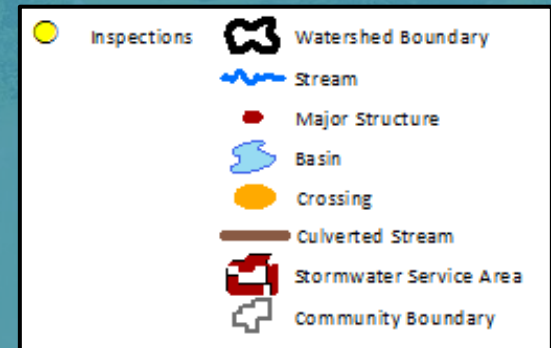 Inspections
Watershed Boundary
Stream
Major Structure
Basin
Crossing
Culverted Stream
Stormwater Service Area
Community Boundary